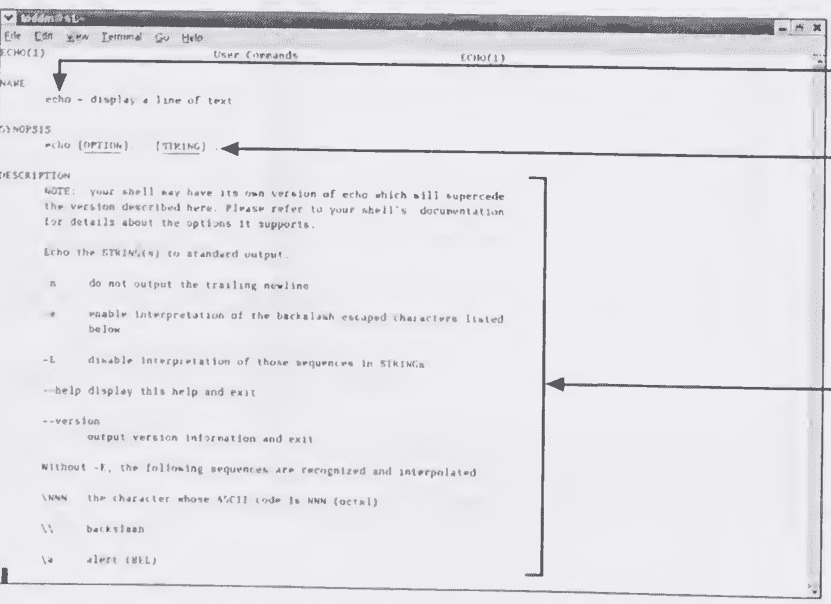 File Edit View Terminal Go Help
ECHO(1) User Commands ECHO(1)
NAME
echo - display a line of text
SYNOPSIS
echo [OPTION]. [STRING] .
DESCRIPTION
NOTE: your shell may have its own version of echo which will supercede
the version described here. Please refer to your shell's documentation
for details about the options it supports.
Echo the STRING(s) to standard output.
n do not output the trailing newline
e enable interpretation of the backslash escaped characters listed
below
-E disable interpretation of those sequences in STRINGs
--help display this help and exit
--version
output version information and exit
Without -E, the following sequences are recognized and interpolated
\NNN the character whose ASCII code is NNN (octal)
\\ backslash
\a alert (BEL)